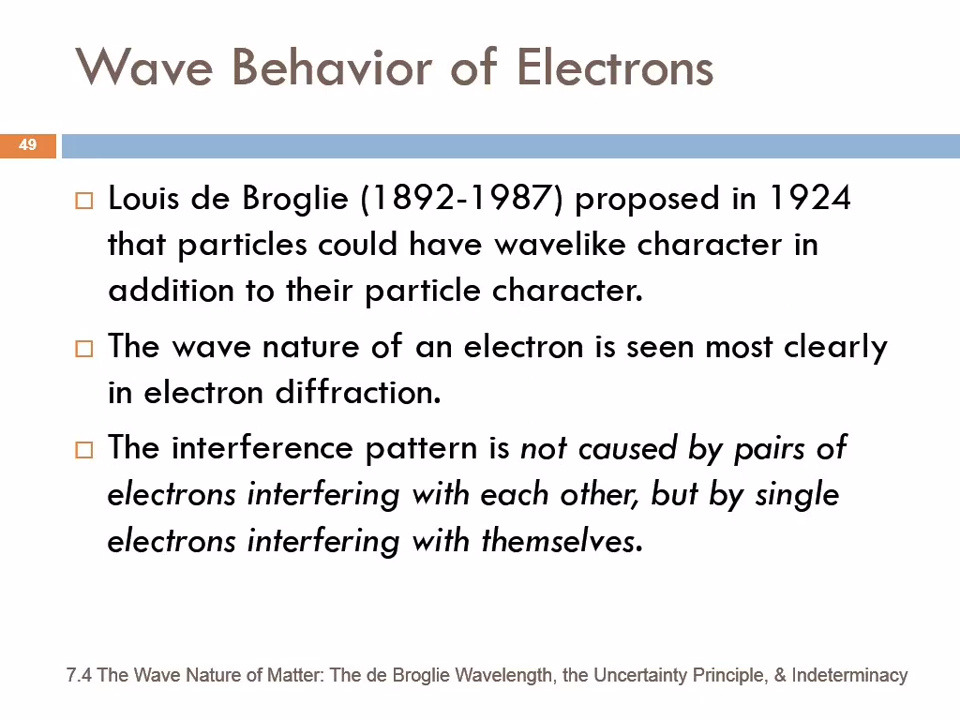 Wave Behavior of Electrons
49
Louis de Broglie (1892-1987) proposed in 1924
that particles could have wavelike character in
addition to their particle character.
The wave nature of an electron is seen most clearly
in electron diffraction.
The interference pattern is not caused by pairs of
electrons interfering with each other, but by single
electrons interfering with themselves.
7.4 The Wave Nature of Matter: The de Broglie Wavelength, the Uncertainty Principle, & Indeterminacy